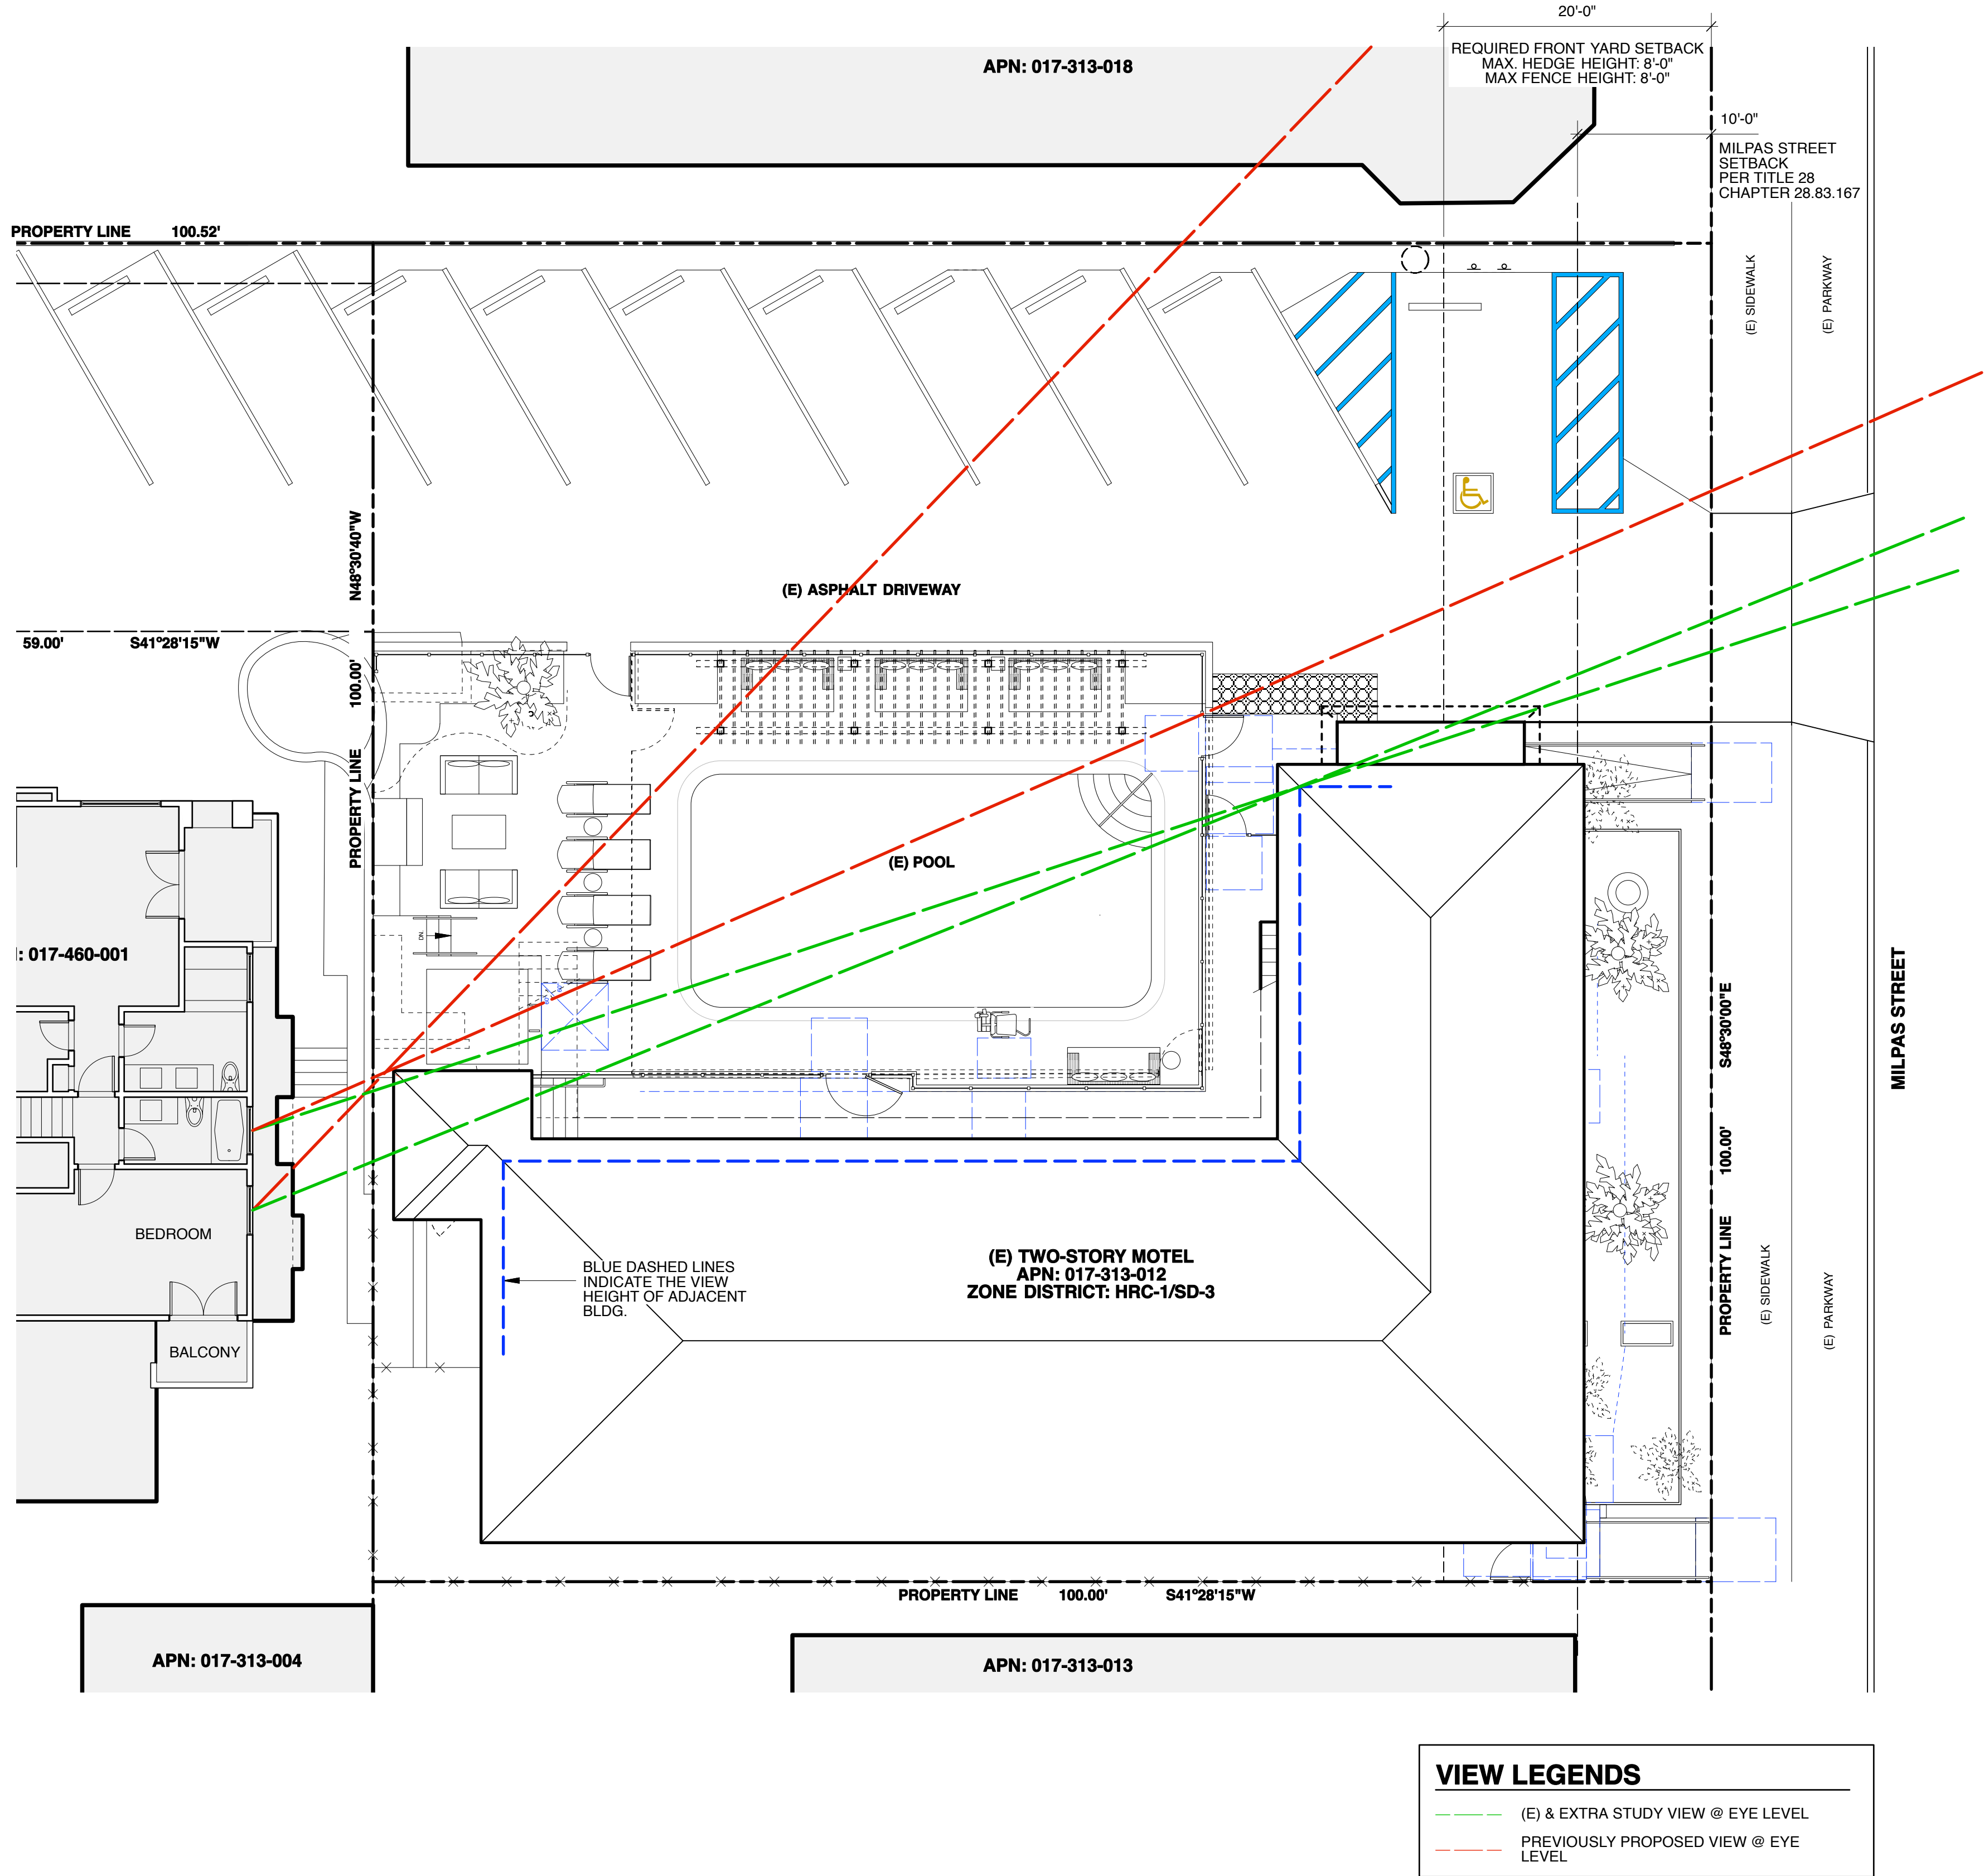 20'-0"
REQUIRED FRONT YARD SETBACK
MAX. HEDGE HEIGHT: 8'-0"
MAX FENCE HEIGHT: 8'-0"
APN: 017-313-018
10'-0"
MILPAS STREET
SETBACK
PER TITLE 28
CHAPTER 28.83.167
PROPERTY LINE 100.52'
(E) SIDEWALK
(E) PARKWAY
N48°30'40"W
100.00'
PROPERTY LINE
(E) ASPHALT DRIVEWAY
59.00' S41°28'15"W
(E) POOL
DN.
: 017-460-001
MILPAS STREET
S48°30'00"E
100.00'
PROPERTY LINE
BEDROOM
BALCONY
BLUE DASHED LINES
INDICATE THE VIEW
HEIGHT OF ADJACENT
BLDG.
(E) TWO-STORY MOTEL
APN: 017-313-012
ZONE DISTRICT: HRC-1/SD-3
(E) SIDEWALK
(E) PARKWAY
PROPERTY LINE 100.00' S41°28'15"W
APN: 017-313-004
APN: 017-313-013
VIEW LEGENDS
(E) & EXTRA STUDY VIEW @ EYE LEVEL
PREVIOUSLY PROPOSED VIEW @ EYE
LEVEL